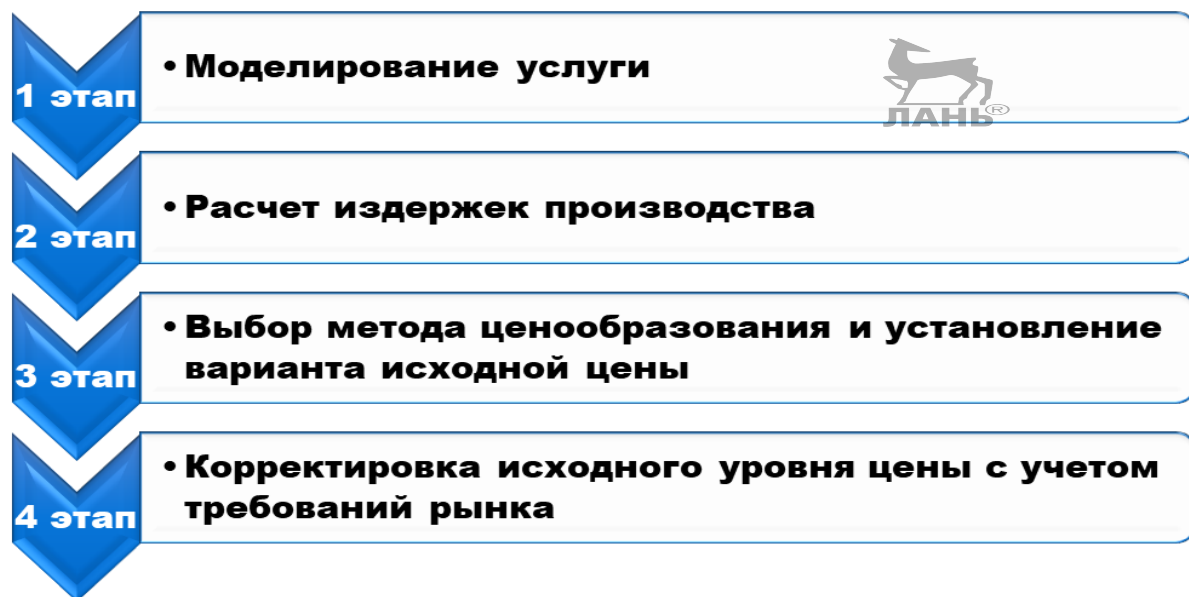 1 этап
• Моделирование услуги
ЛАНЬ®
2 этап
• Расчет издержек производства
3 этап
• Выбор метода ценообразования и установление
варианта исходной цены
4 этап
• Корректировка исходного уровня цены с учетом
требований рынка